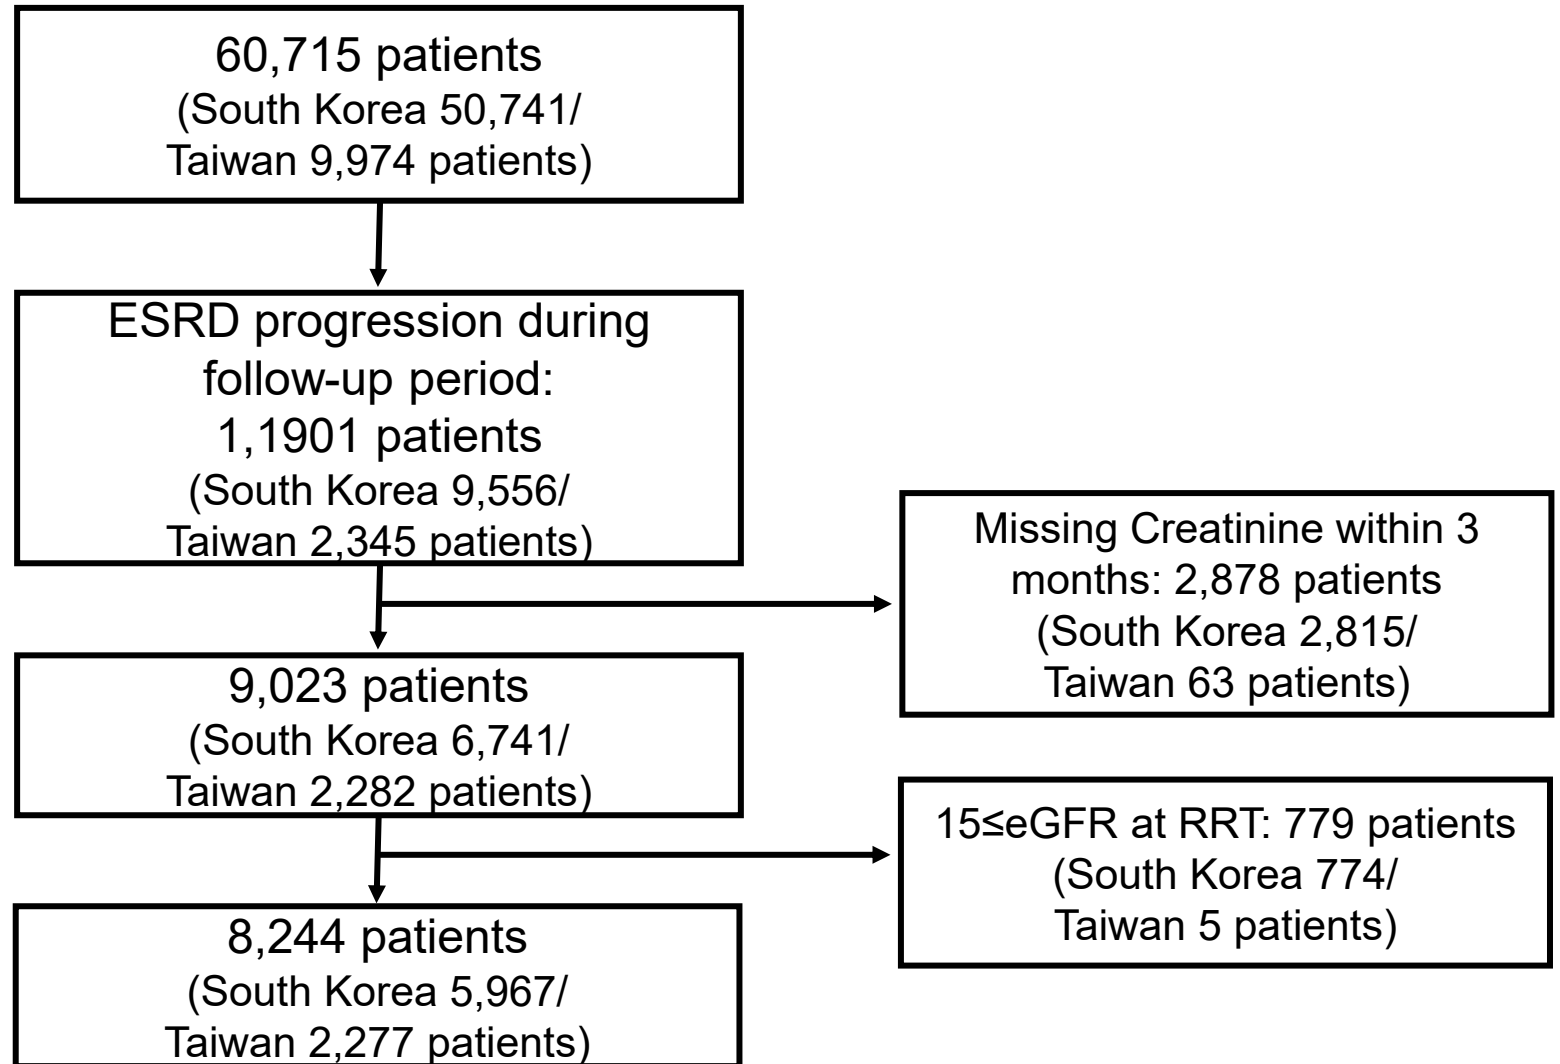 60,715 patients
(South Korea 50,741/
Taiwan 9,974 patients)
ESRD progression during
follow-up period:
1,1901 patients
(South Korea 9,556/
Taiwan 2,345 patients)
Missing Creatinine within 3
months: 2,878 patients
(South Korea 2,815/
Taiwan 63 patients)
9,023 patients
(South Korea 6,741/
Taiwan 2,282 patients)
15≤eGFR at RRT: 779 patients
(South Korea 774/
Taiwan 5 patients)
8,244 patients
(South Korea 5,967/
Taiwan 2,277 patients)